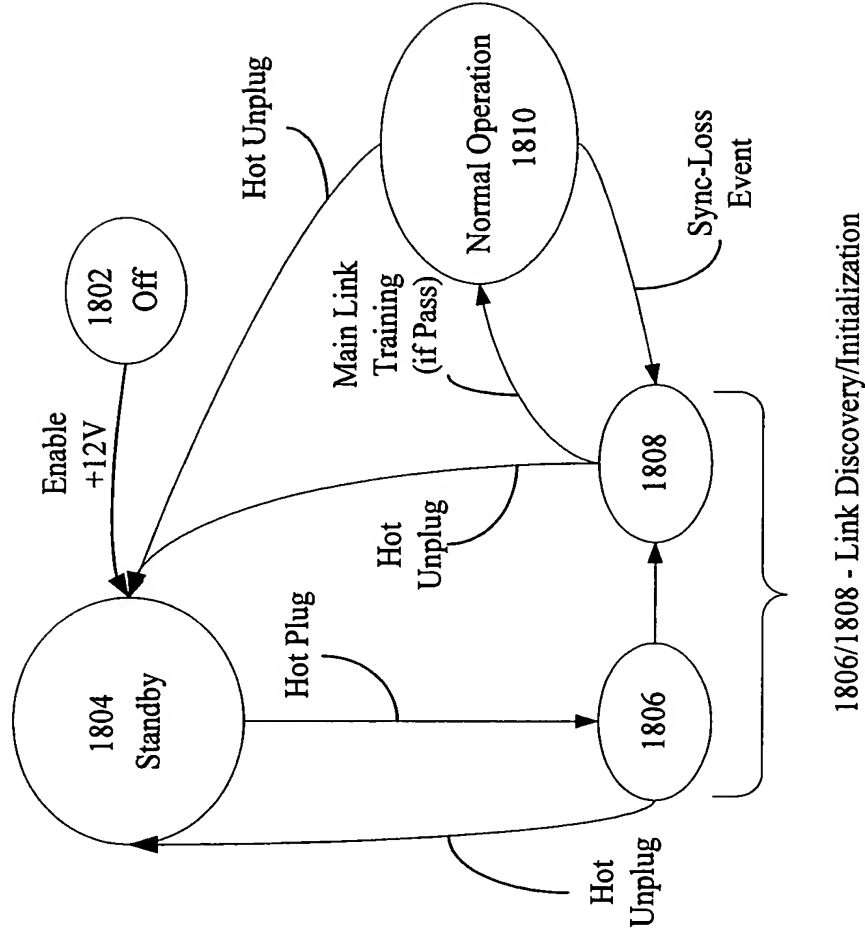 1802
Off
Enable
+12V
1804
Standby
Hot Unplug
Normal Operation
1810
Main Link
Training
(if Pass)
Hot
Unplug
Hot Plug
Sync-Loss
Event
1808
1806
Hot
Unplug
1806/1808 - Link Discovery/Initialization